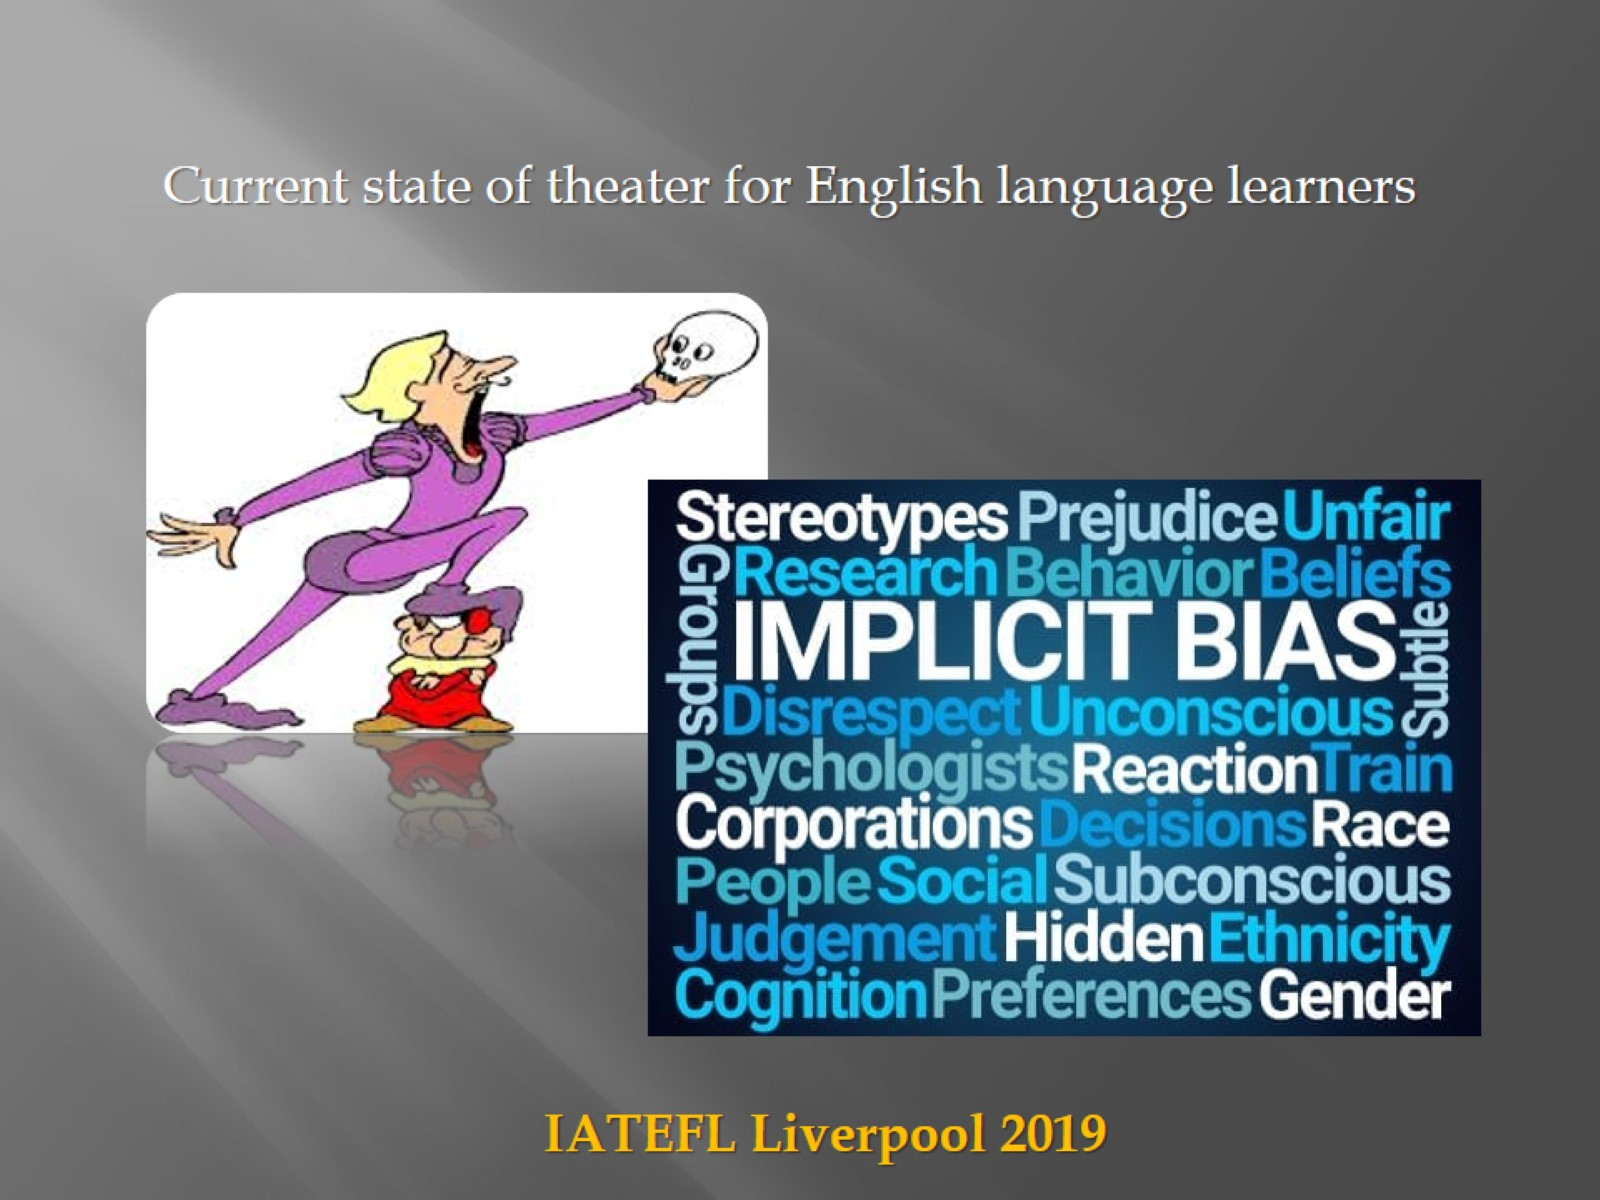 Current state of theater for English language learners
Stereotypes Prejudice Unfair
Groups
Research Behavior Beliefs
IMPLICIT BIAS
Subtle
Disrespect Unconscious
Psychologists Reaction Train
Corporations Decisions Race
People Social Subconscious
Judgement Hidden Ethnicity
Cognition Preferences Gender
IATEFL Liverpool 2019